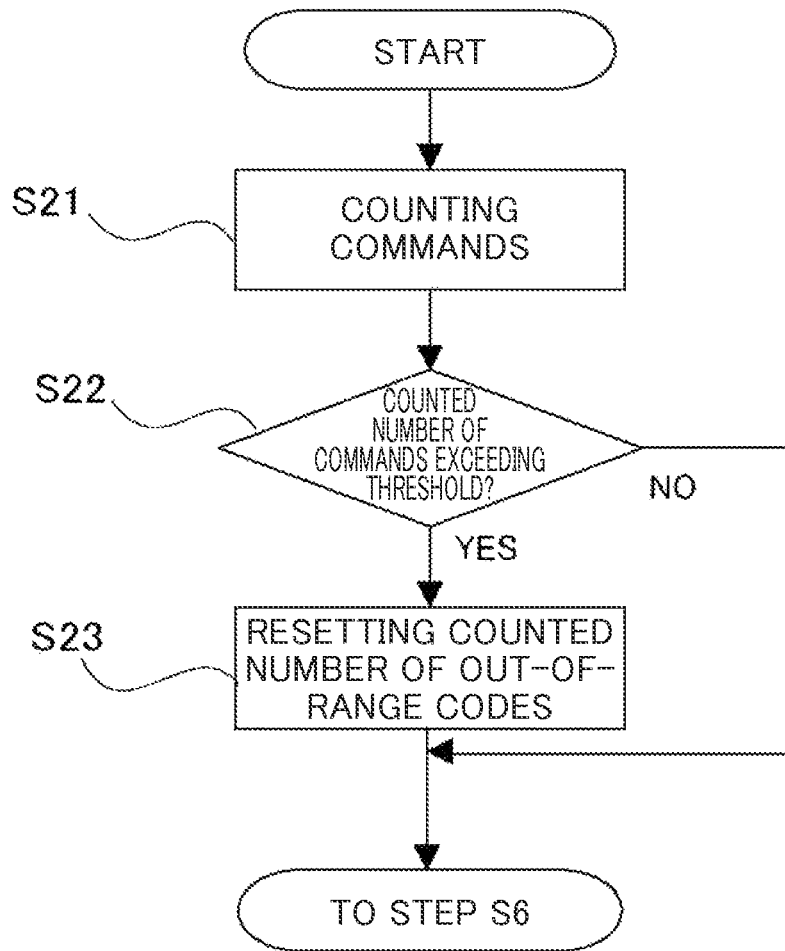 START
S21
COUNTING
COMMANDS
S22
COUNTED
NUMBER OF
COMMANDS EXCEEDING
THRESHOLD?
NO
YES
S23
RESETTING COUNTED
NUMBER OF OUT-OF-
RANGE CODES
TO STEP S6